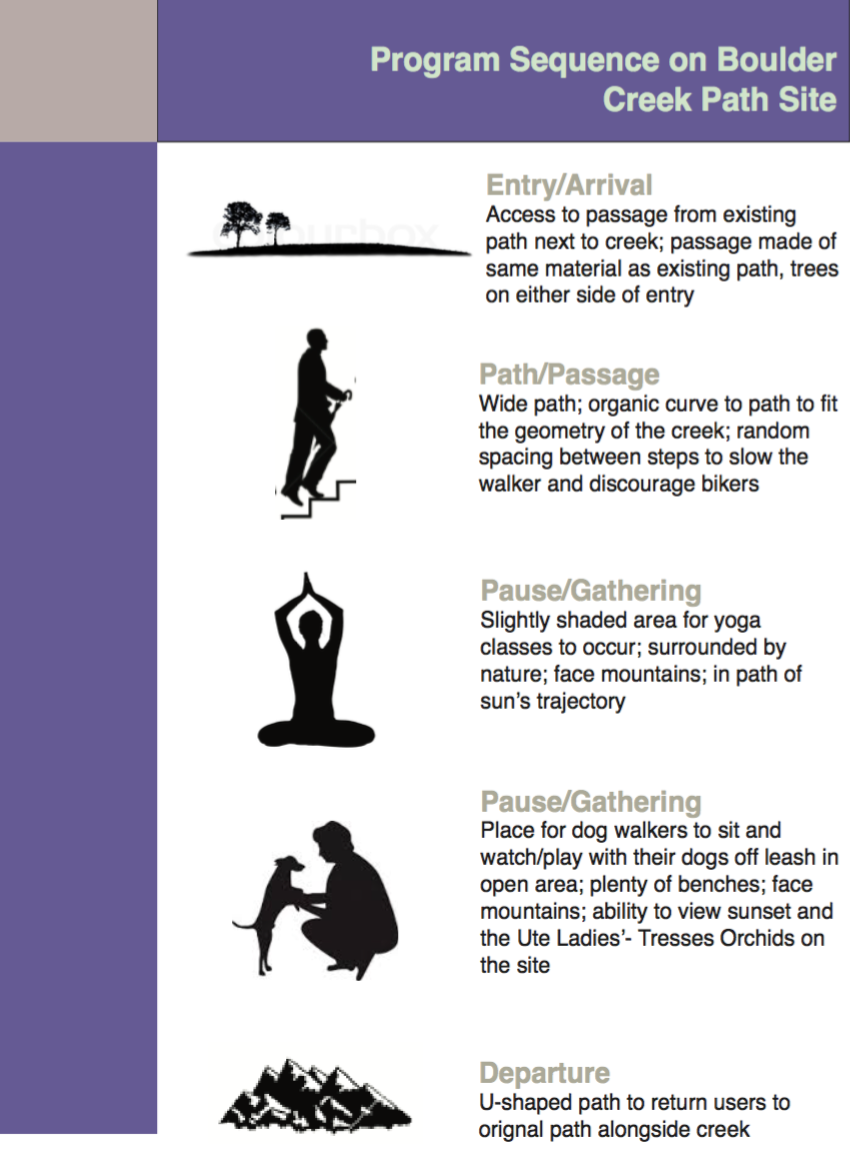 Program Sequence on Boulder
Creek Path Site
Entry/Arrival
Access to passage from existing
path next to creek; passage made of
same material as existing path, trees
on either side of entry
Path/Passage
Wide path; organic curve to path to fit
the geometry of the creek; random
spacing between steps to slow the
walker and discourage bikers
Pause/Gathering
Slightly shaded area for yoga
classes to occur; surrounded by
nature; face mountains; in path of
sun's trajectory
Pause/Gathering
Place for dog walkers to sit and
watch/play with their dogs off leash in
open area; plenty of benches; face
mountains; ability to view sunset and
the Ute Ladies'- Tresses Orchids on
the site
Departure
U-shaped path to return users to
orignal path alongside creek